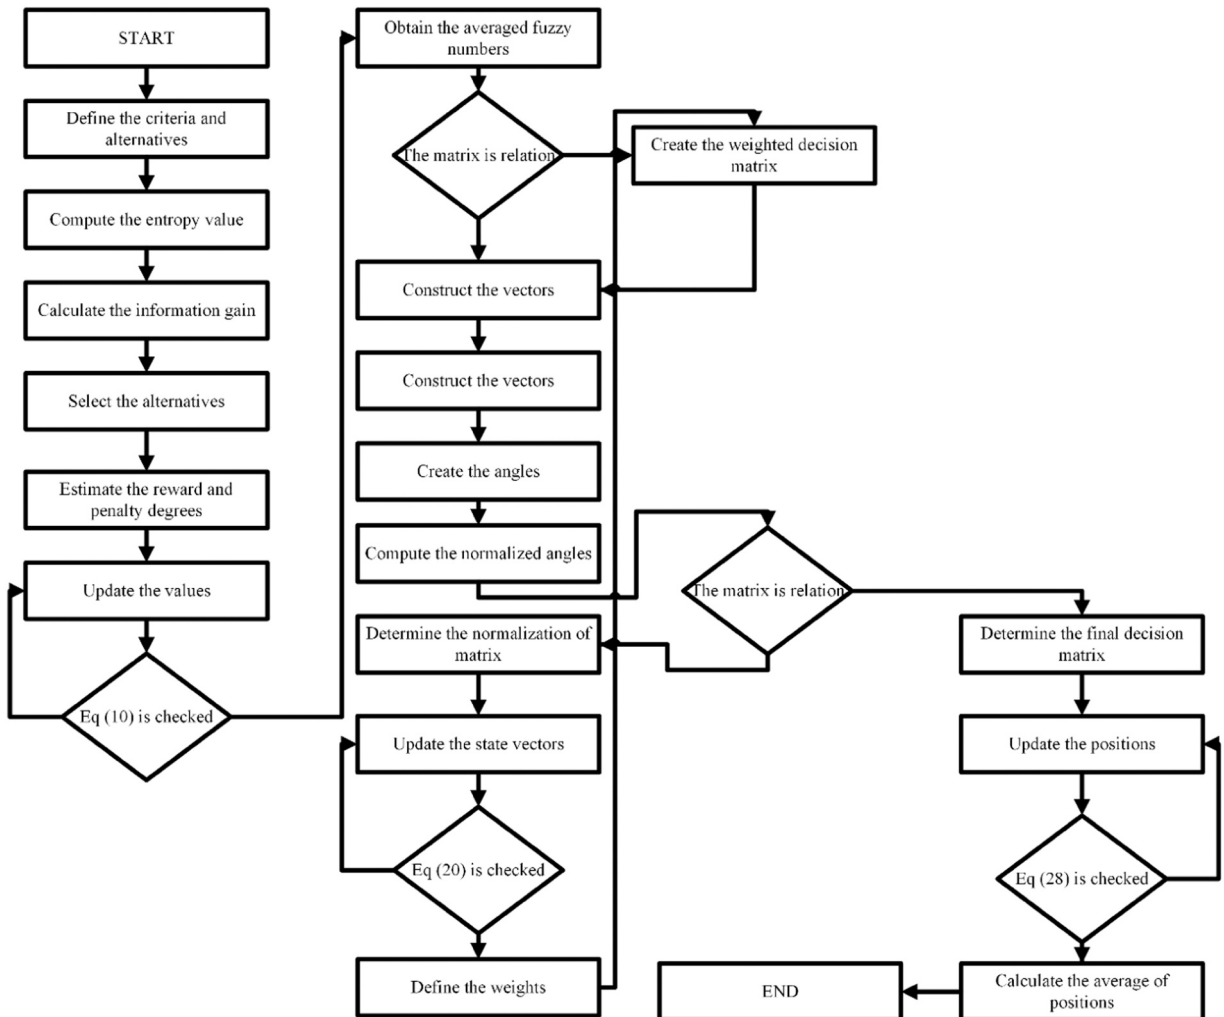 START
Define the criteria and
alternatives
Compute the entropy value
Calculate the information gain
Select the alternatives
Estimate the reward and
penalty degrees
Update the values
Eq (10) is checked
Obtain the averaged fuzzy
numbers
The matrix is relation
Create the weighted decision
matrix
Construct the vectors
Construct the vectors
Create the angles
Compute the normalized angles
The matrix is relation
Determine the normalization of
matrix
Update the state vectors
Eq (20) is checked
Define the weights
Determine the final decision
matrix
Update the positions
Eq (28) is checked
Calculate the average of
positions
END